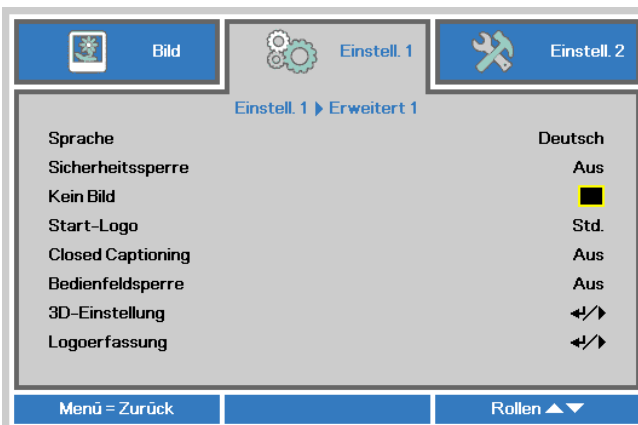 Bild Einstell. 1 Einstell. 2
Einstell. 1 ▶ Erweitert 1
Sprache Deutsch
Sicherheitssperre Aus
Kein Bild
Start-Logo Std.
Closed Captioning Aus
Bedienfeldsperre Aus
3D-Einstellung ↵/▶
Logoerfassung ↵/▶
Menü = Zurück Rollen ▲▼